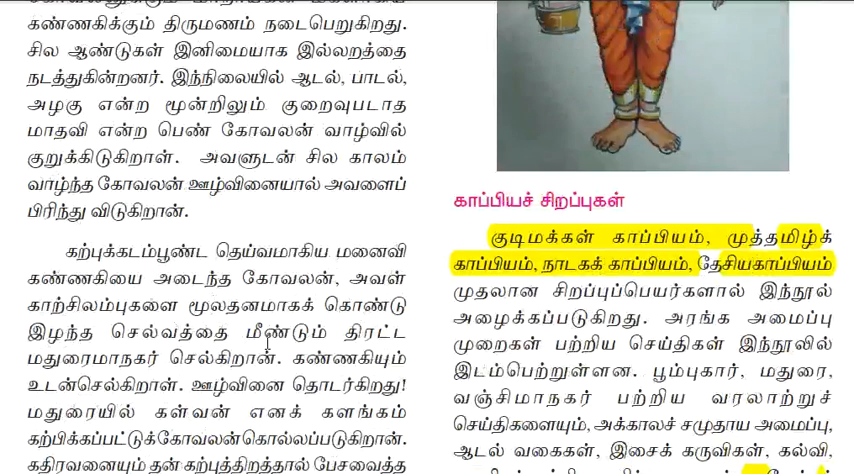 கண்ணகிக்கும் திருமணம் நடைபெறுகிறது.
சில ஆண்டுகள் இனிமையாக இல்லறத்தை
நடத்துகின்றனர். இந்நிலையில் ஆடல், பாடல்,
அழகு என்ற மூன்றிலும் குறைவுபடாத
மாதவி என்ற பெண் கோவலன் வாழ்வில்
குறுக்கிடுகிறாள். அவளுடன் சில காலம்
வாழ்ந்த கோவலன் ஊழ்வினையால் அவளைப்
பிரிந்து விடுகிறான்.
கற்புக்கடம்பூண்ட தெய்வமாகிய மனைவி
கண்ணகியை அடைந்த கோவலன், அவள்
காற்சிலம்புகளை மூலதனமாகக் கொண்டு
இழந்த செல்வத்தை மீண்டும் திரட்ட
மதுரைமாநகர் செல்கிறான். கண்ணகியும்
உடன்செல்கிறாள். ஊழ்வினை தொடர்கிறது!
மதுரையில் கள்வன் எனக் களங்கம்
கற்பிக்கப்பட்டுக்கோவலன்கொல்லப்படுகிறான்.
கதிரவனையும் தன் கற்புத்திறத்தால் பேசவைத்த
காப்பியச் சிறப்புகள்
குடிமக்கள் காப்பியம், முத்தமிழ்க்
காப்பியம், நாடகக் காப்பியம், தேசியகாப்பியம்
முதலான சிறப்புப்பெயர்களால் இந்நூல்
அழைக்கப்படுகிறது. அரங்க அமைப்பு
முறைகள் பற்றிய செய்திகள் இந்நூலில்
இடம்பெற்றுள்ளன. பூம்புகார், மதுரை,
வஞ்சிமாநகர் பற்றிய வரலாற்றுச்
செய்திகளையும், அக்காலச் சமுதாய அமைப்பு,
ஆடல் வகைகள், இசைக் கருவிகள், கல்வி,